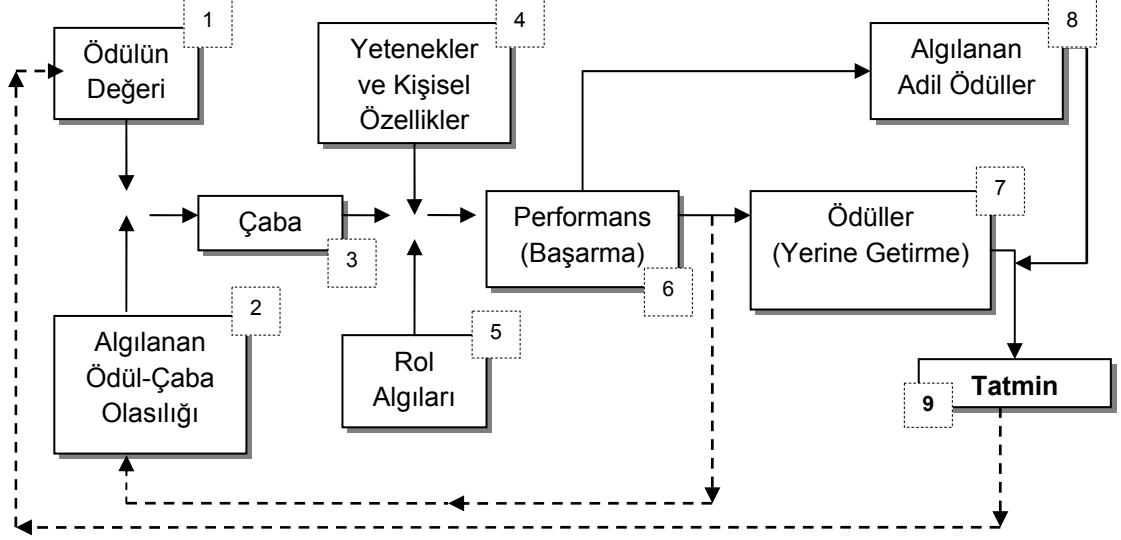 1
Ödülün
Değeri
4
Yetenekler
ve Kişisel
Özellikler
8
Algılanan
Adil Ödüller
Çaba
3
Performans
(Başarma)
6
7
Ödüller
(Yerine Getirme)
2
Algılanan
Ödül-Çaba
Olasılığı
5
Rol
Algıları
Tatmin
9